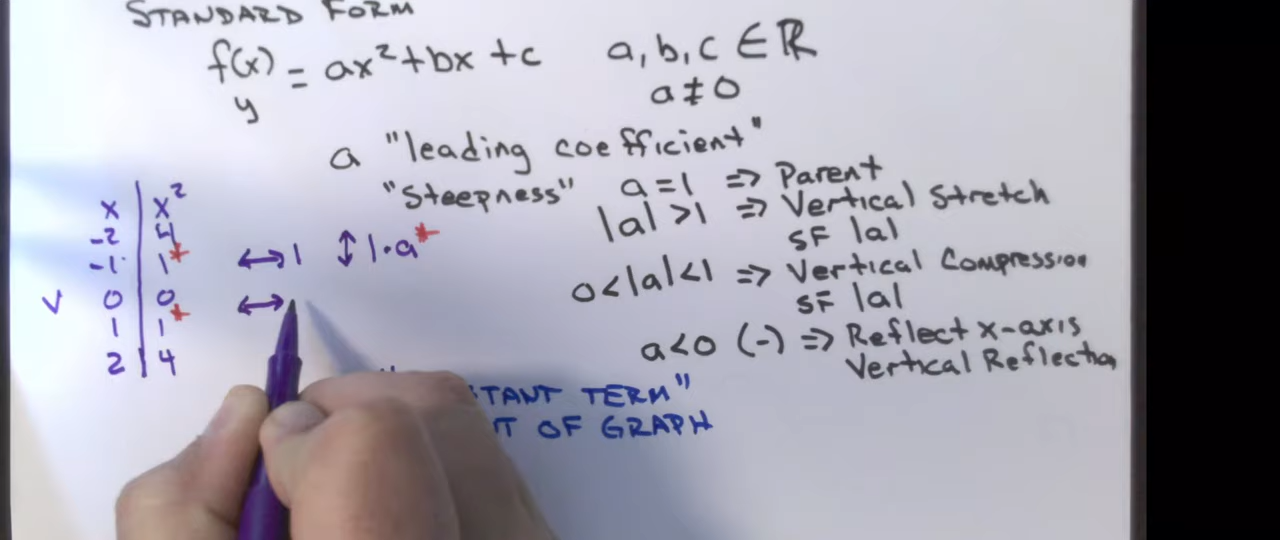 STANDARD FORM
f(x) = ax²+bx+c a, b, c ∈ ℝ
y a≠0
a "leading coefficient"
"Steepness" a=1 => Parent
|a|>1 => Vertical Stretch
SF |a|
0<|a|<1 => Vertical Compression
SF |a|
a<0 (-) => Reflect x-axis
Vertical Reflection
x | x²
-2 | 4
-1 | 1* ↔ 1 ↕ 1·a*
V 0 | 0 ↔
1 | 1*
2 | 4
TERM"
OF GRAPH